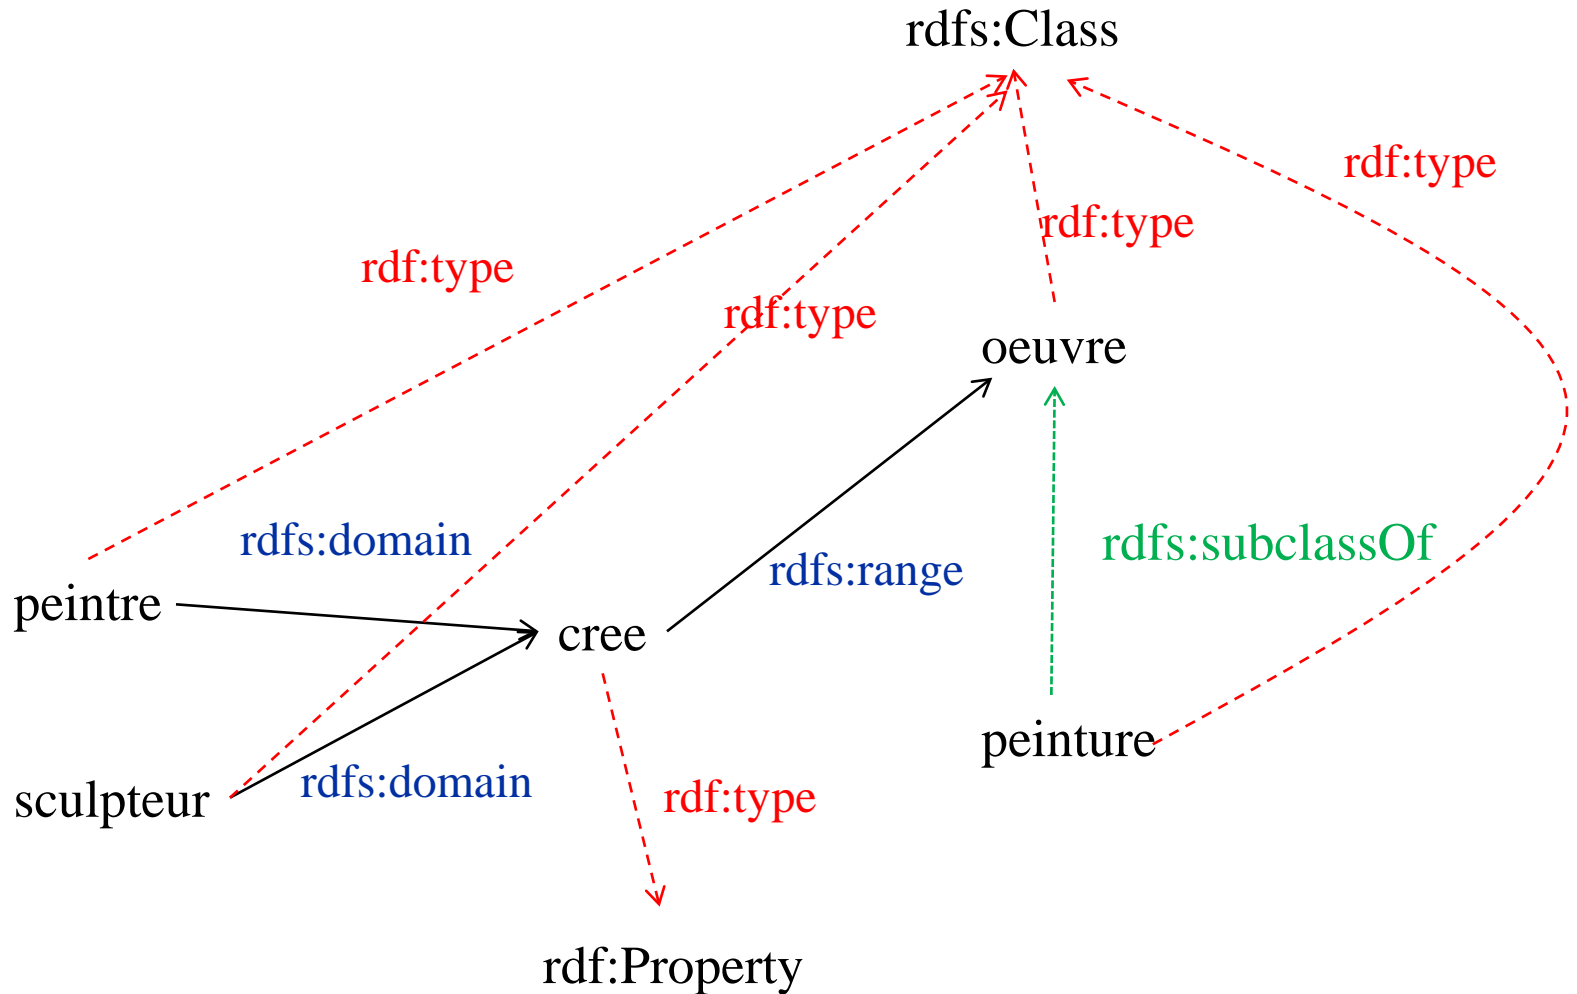 rdfs:Class
rdf:type
rdf:type
rdf:type
rdf:type
oeuvre
rdfs:domain
rdfs:subclassOf
rdfs:range
peintre
cree
peinture
rdfs:domain
rdf:type
sculpteur
rdf:Property